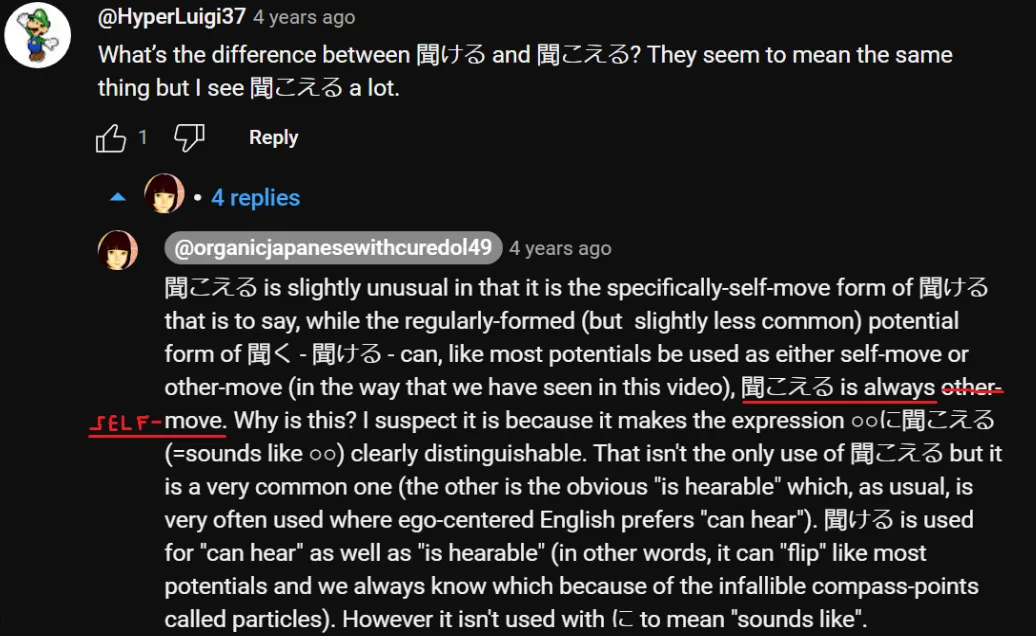 @HyperLuigi37 4 years ago
What's the difference between 聞ける and 聞こえる? They seem to mean the same
thing but I see 聞こえる a lot.
1 Reply
4 replies
@organicjapanesewithcuredol49 4 years ago
聞こえる is slightly unusual in that it is the specifically-self-move form of 聞ける
that is to say, while the regularly-formed (but slightly less common) potential
form of 聞く - 聞ける - can, like most potentials be used as either self-move or
other-move (in the way that we have seen in this video), 聞こえる is always other-
SELF-move. Why is this? I suspect it is because it makes the expression ○○に聞こえる
(=sounds like ○○) clearly distinguishable. That isn't the only use of 聞こえる but it
is a very common one (the other is the obvious "is hearable" which, as usual, is
very often used where ego-centered English prefers "can hear"). 聞ける is used
for "can hear" as well as "is hearable" (in other words, it can "flip" like most
potentials and we always know which because of the infallible compass-points
called particles). However it isn't used with に to mean "sounds like".